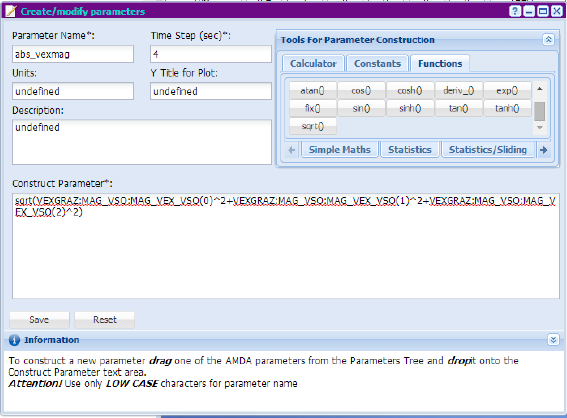 Create/modify parameters
Parameter Name*:
Time Step (sec)*:
abs_vexmag
4
Units:
Y Title for Plot:
undefined
undefined
Description:
undefined
Tools For Parameter Construction
Calculator Constants Functions
atan() cos() cosh() deriv_() exp()
fix() sin() sinh() tan() tanh()
sqrt()
Simple Maths Statistics Statistics/Sliding
Construct Parameter*:
sqrt(VEXGRAZ:MAG_VSO:MAG_VEX_VSO(0)^2+VEXGRAZ:MAG_VSO:MAG_VEX_VSO(1)^2+VEXGRAZ:MAG_VSO:MAG_V
EX_VSO(2)^2)
Save Reset
Information
To construct a new parameter drag one of the AMDA parameters from the Parameters Tree and dropit onto the
Construct Parameter text area.
Attention! Use only LOW CASE characters for parameter name